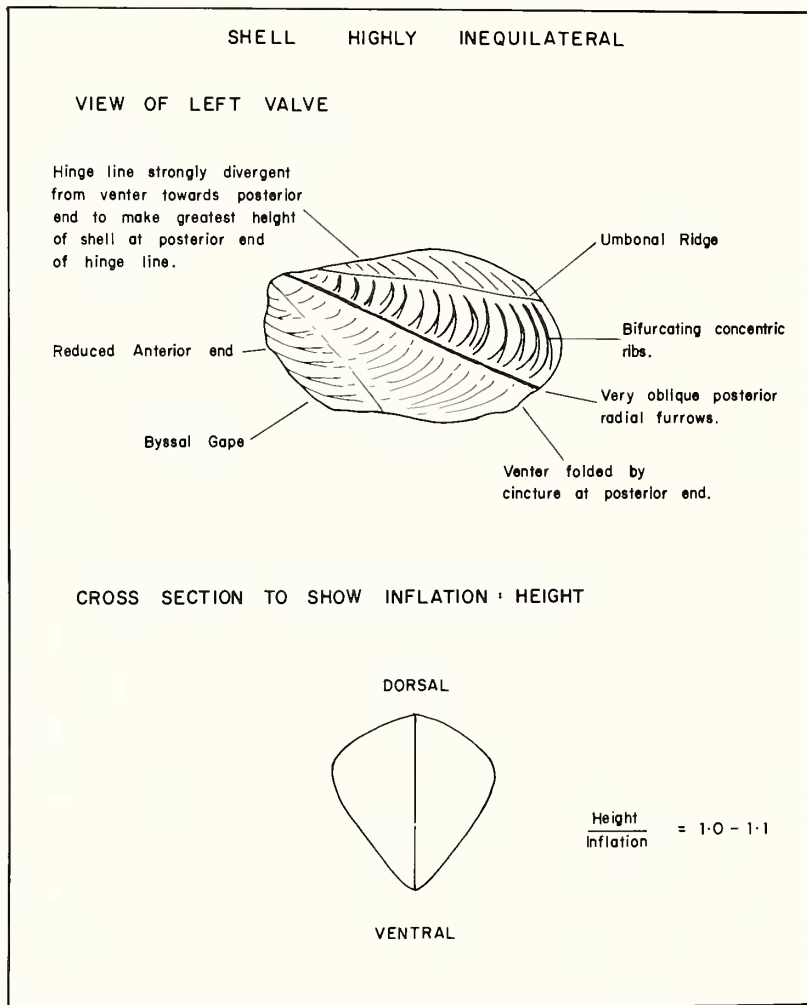 SHELL HIGHLY INEQUILATERAL
VIEW OF LEFT VALVE
Hinge line strongly divergent
from venter towards posterior
end to make greatest height
of shell at posterior end
of hinge line.
Umbonal Ridge
Bifurcating concentric
ribs.
Reduced Anterior end
Very oblique posterior
radial furrows.
Byssal Gape
Venter folded by
cincture at posterior end.
CROSS SECTION TO SHOW INFLATION : HEIGHT
DORSAL
Height
Inflation
= 1·0 – 1·1
VENTRAL